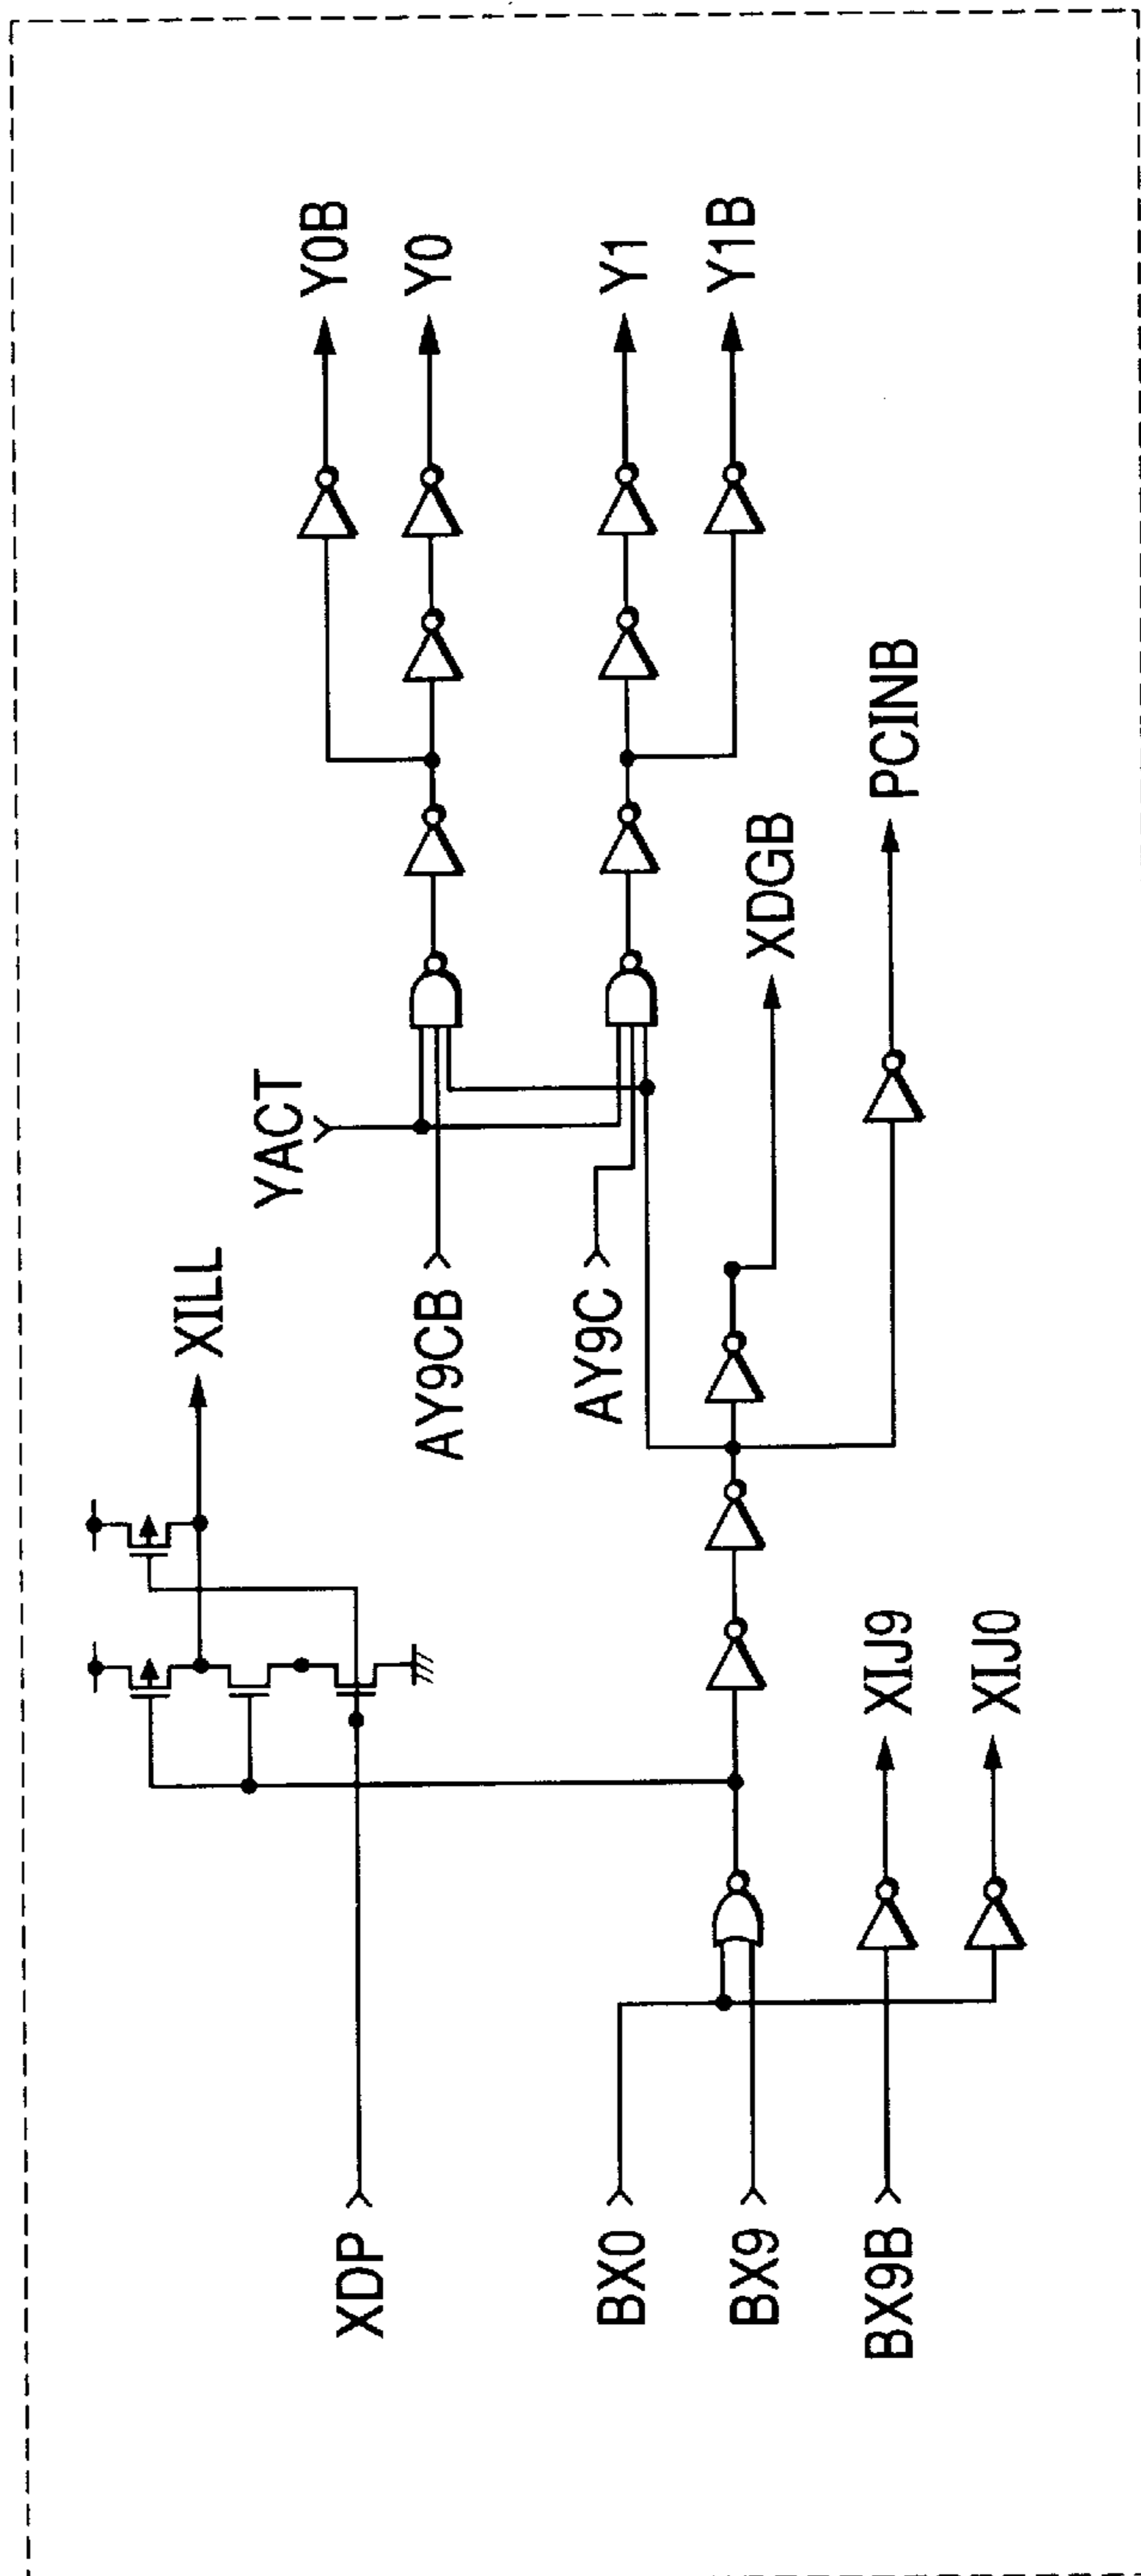 XDP
BX0
BX9
BX9B
XILL
YACT
AY9CB
AY9C
XIJ9
XIJ0
Y0B
Y0
Y1
Y1B
XDGB
PCINB